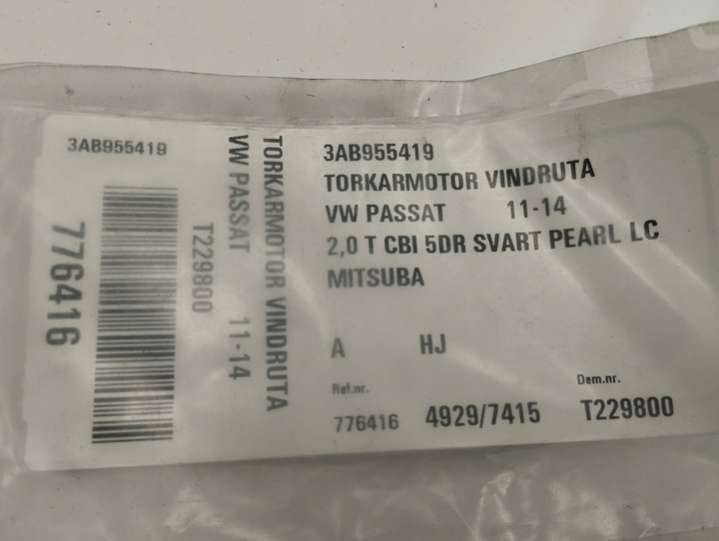 3AB955419
776416
T229800
VW PASSAT 11-14
TORKARMOTOR VINDRUTA
3AB955419
TORKARMOTOR VINDRUTA
VW PASSAT 11-14
2,0 T CBI 5DR SVART PEARL LC
MITSUBA
A HJ
Ref.nr. Dem.nr.
776416 4929/7415 T229800